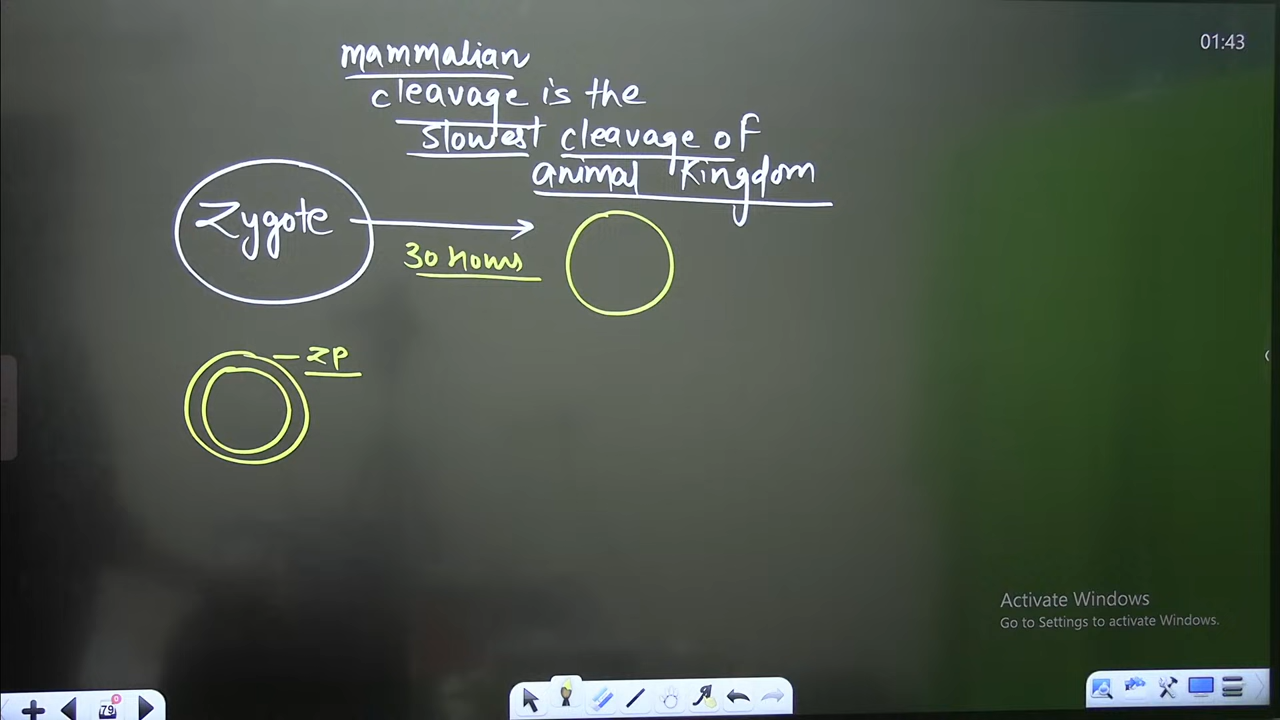 01:43
mammalian
cleavage is the
slowest cleavage of
animal Kingdom
Zygote
30 hours
ZP
Activate Windows
Go to Settings to activate Windows.
79
0